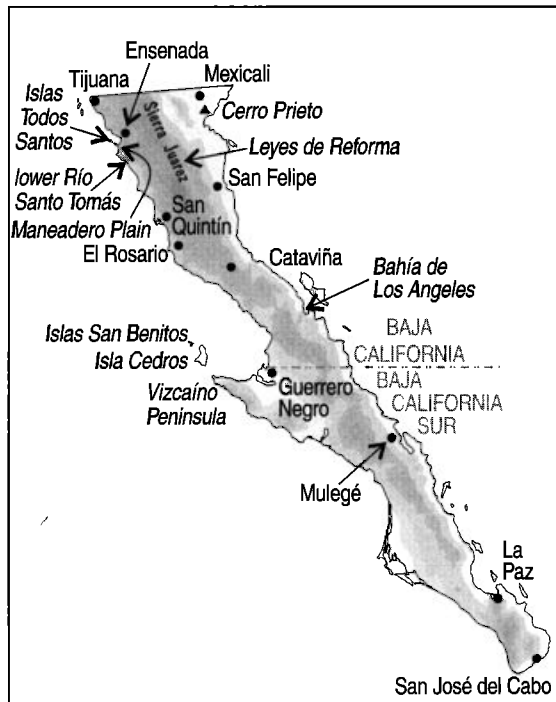 Ensenada
Tijuana
Mexicali
Islas
Todos
Santos
Cerro Prieto
Sierra Juarez
Leyes de Reforma
lower Río
Santo Tomás
San Felipe
Maneadero Plain
San
Quintín
El Rosario
Cataviña
Bahía de
Los Angeles
Islas San Benitos
Isla Cedros
BAJA
CALIFORNIA
BAJA
CALIFORNIA
SUR
Vizcaíno
Peninsula
Guerrero
Negro
Mulegé
La
Paz
San José del Cabo